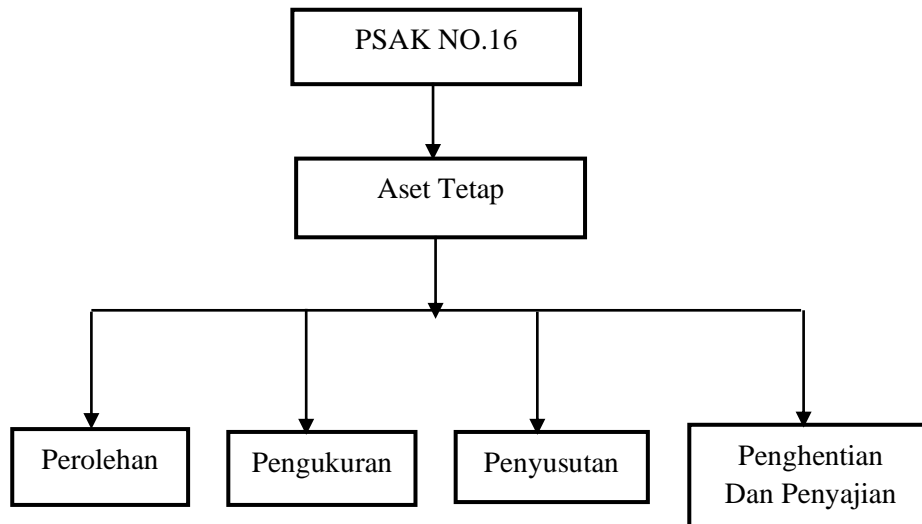 PSAK NO.16
Aset Tetap
Perolehan
Pengukuran
Penyusutan
Penghentian
Dan Penyajian